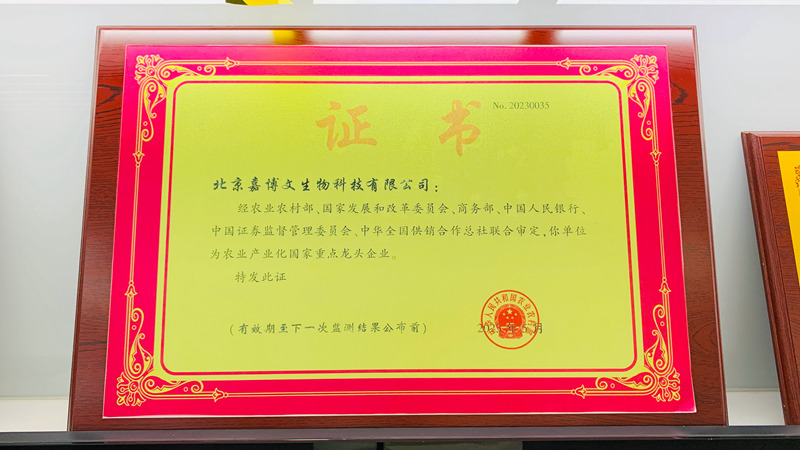 证 书
No. 20230035
北京嘉博文生物科技有限公司：
经农业农村部、国家发展和改革委员会、商务部、中国人民银行、
中国证券监督管理委员会、中华全国供销合作总社联合审定，你单位
为农业产业化国家重点龙头企业。
特发此证
（有效期至下一次监测结果公布前）